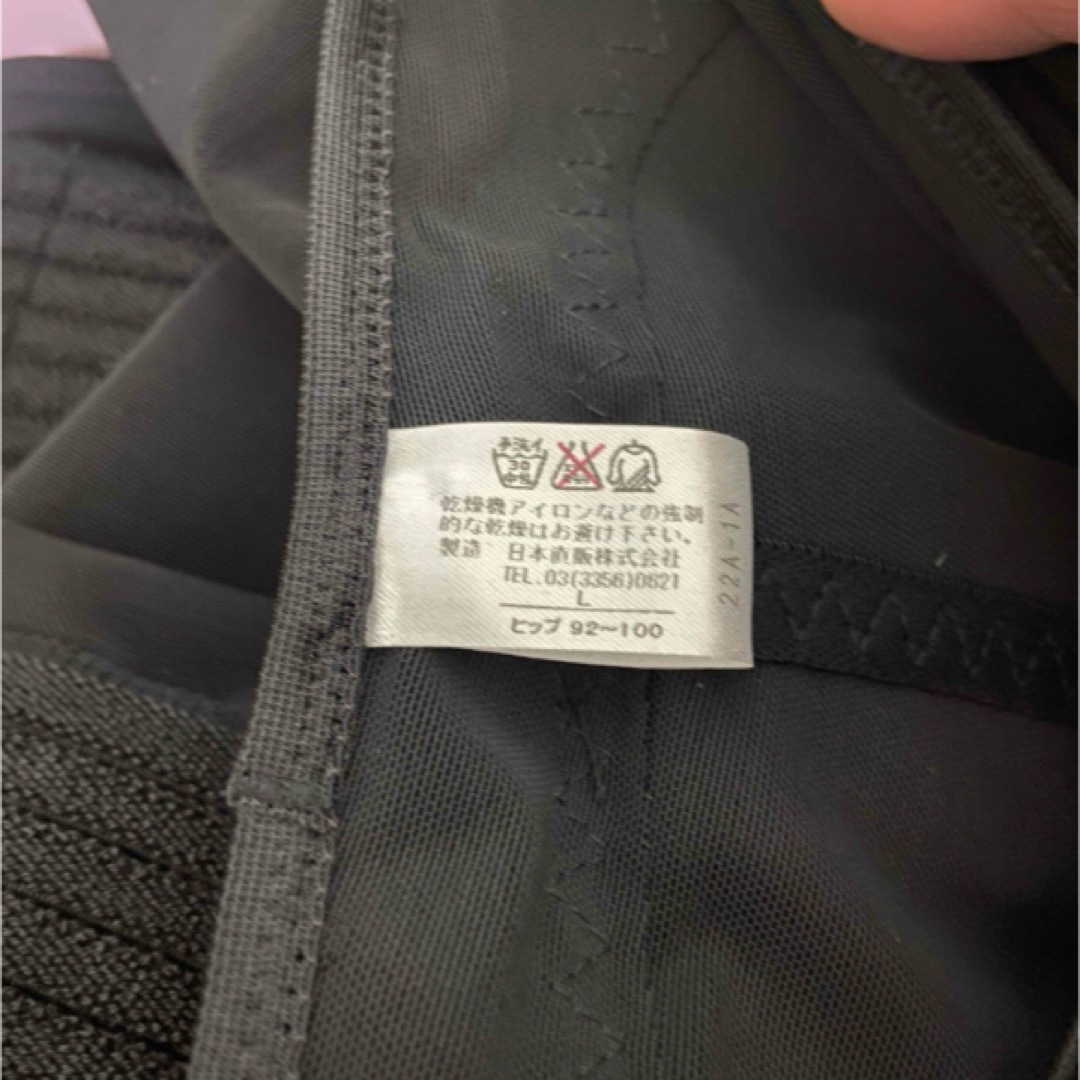 手洗イ
30
中性
乾燥機アイロンなどの強制
的な乾燥はお避け下さい。
製造 日本直販株式会社
TEL.03(3356)0621
L
ヒップ 92～100
22A-1A